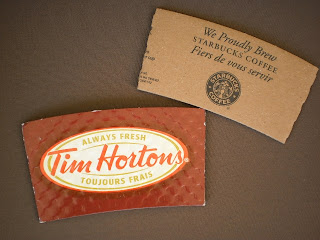 We Proudly Brew
STARBUCKS COFFEE
Fiers de vous servir
STARBUCKS
COFFEE
ALWAYS FRESH
Tim Hortons
TOUJOURS FRAIS